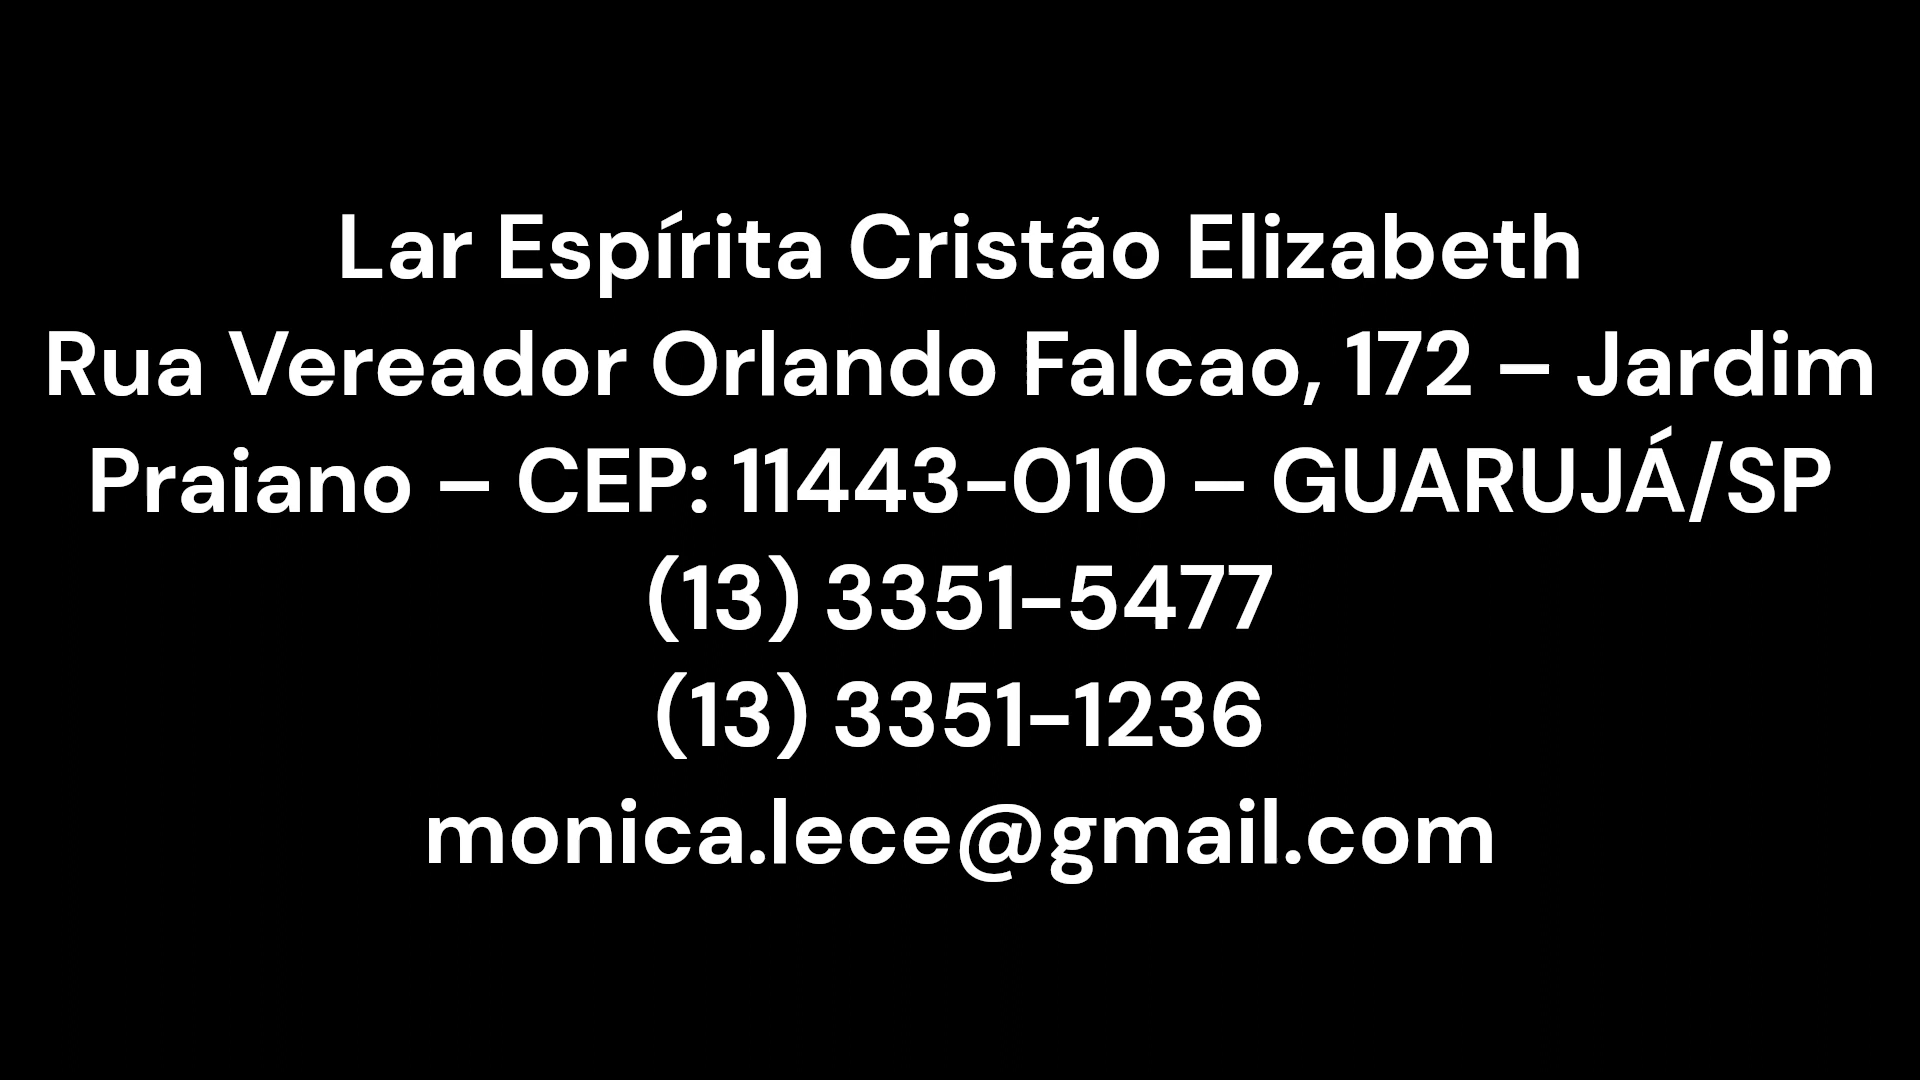 Lar Espírita Cristão Elizabeth
Rua Vereador Orlando Falcao, 172 – Jardim
Praiano – CEP: 11443-010 – GUARUJÁ/SP
(13) 3351-5477
(13) 3351-1236
monica.lece@gmail.com